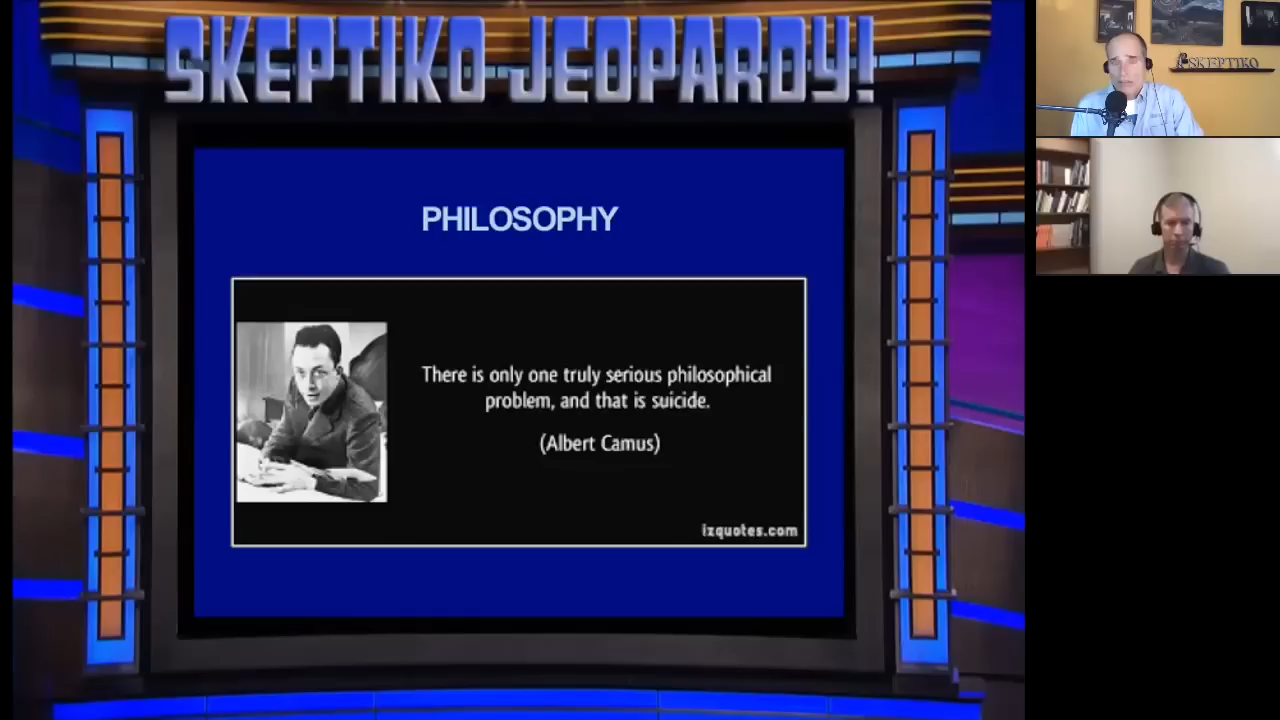 SKEPTIKO JEOPARDY!
SKEPTIKO
PHILOSOPHY
There is only one truly serious philosophical
problem, and that is suicide.
(Albert Camus)
izquotes.com